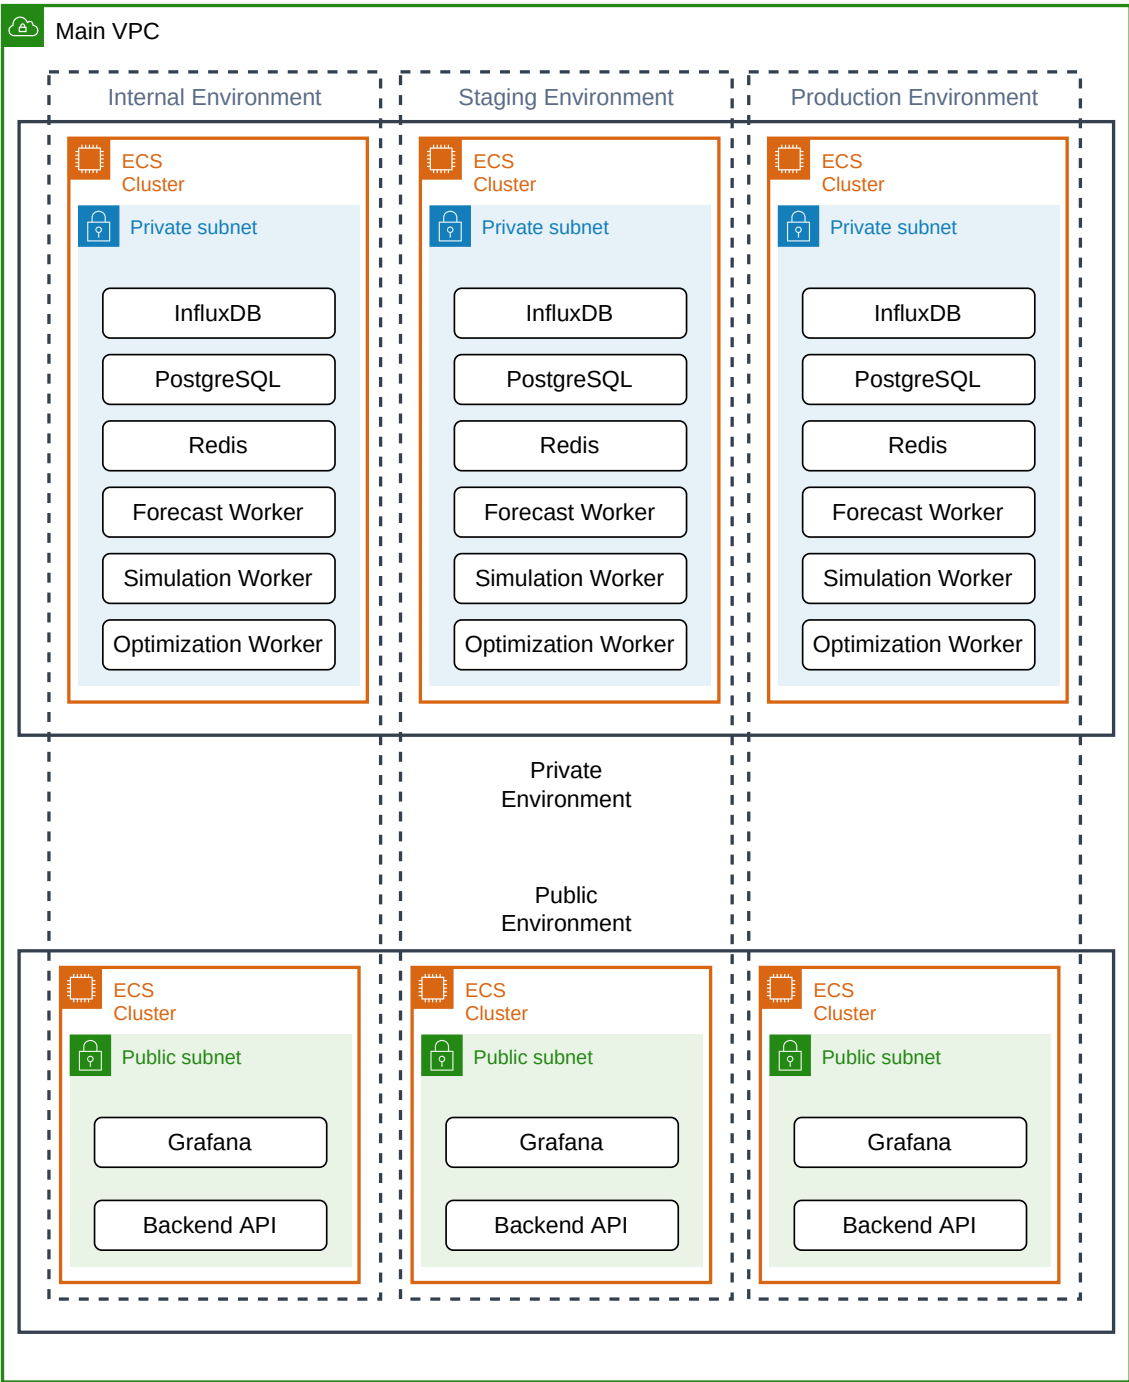 Main VPC
Internal Environment
Staging Environment
Production Environment
ECS
Cluster
Private subnet
InfluxDB
PostgreSQL
Redis
Forecast Worker
Simulation Worker
Optimization Worker
ECS
Cluster
Private subnet
InfluxDB
PostgreSQL
Redis
Forecast Worker
Simulation Worker
Optimization Worker
ECS
Cluster
Private subnet
InfluxDB
PostgreSQL
Redis
Forecast Worker
Simulation Worker
Optimization Worker
Private
Environment
Public
Environment
ECS
Cluster
Public subnet
Grafana
Backend API
ECS
Cluster
Public subnet
Grafana
Backend API
ECS
Cluster
Public subnet
Grafana
Backend API